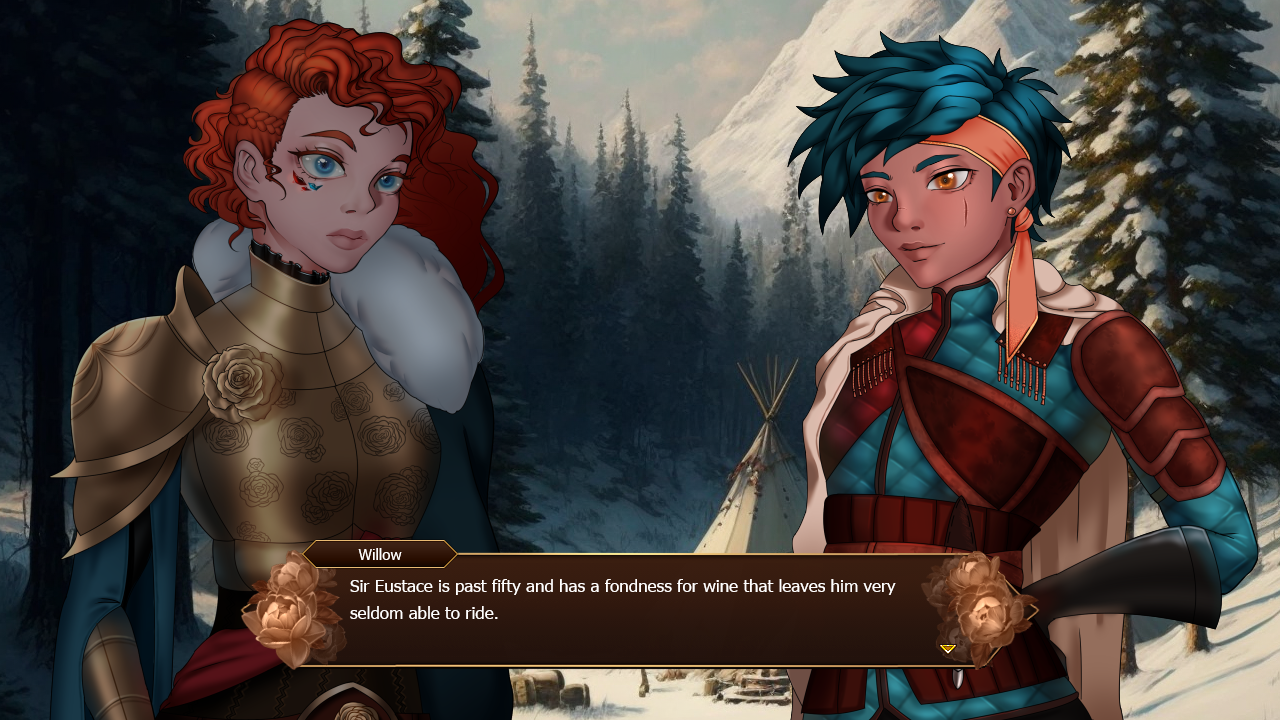 Willow
Sir Eustace is past fifty and has a fondness for wine that leaves him very
seldom able to ride.